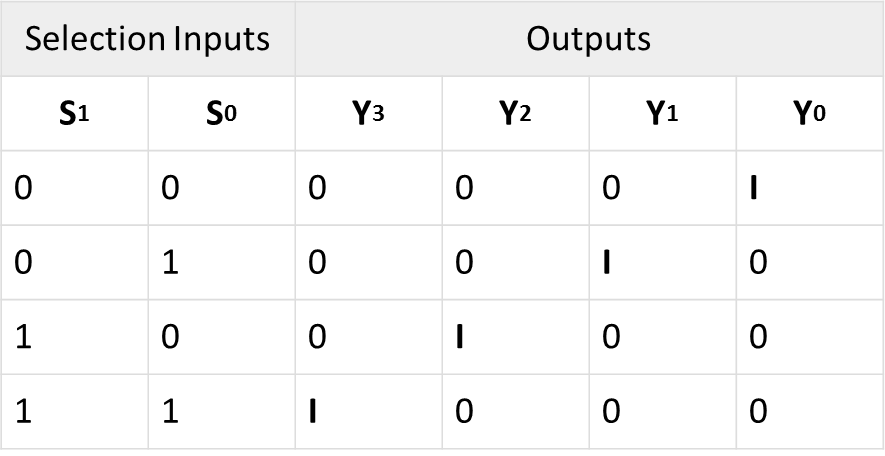 Selection Inputs Outputs
S1 S0 Y3 Y2 Y1 Y0
0 0 0 0 0 I
0 1 0 0 I 0
1 0 0 I 0 0
1 1 I 0 0 0